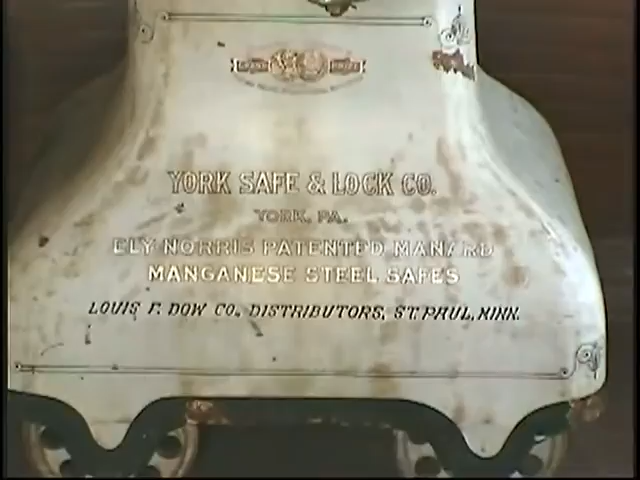 YORK SAFE & LOCK CO.
YORK, PA.
ELY NORRIS PATENTED MANARD
MANGANESE STEEL SAFES
LOUIS F. DOW CO. DISTRIBUTORS, ST. PAUL, MINN.